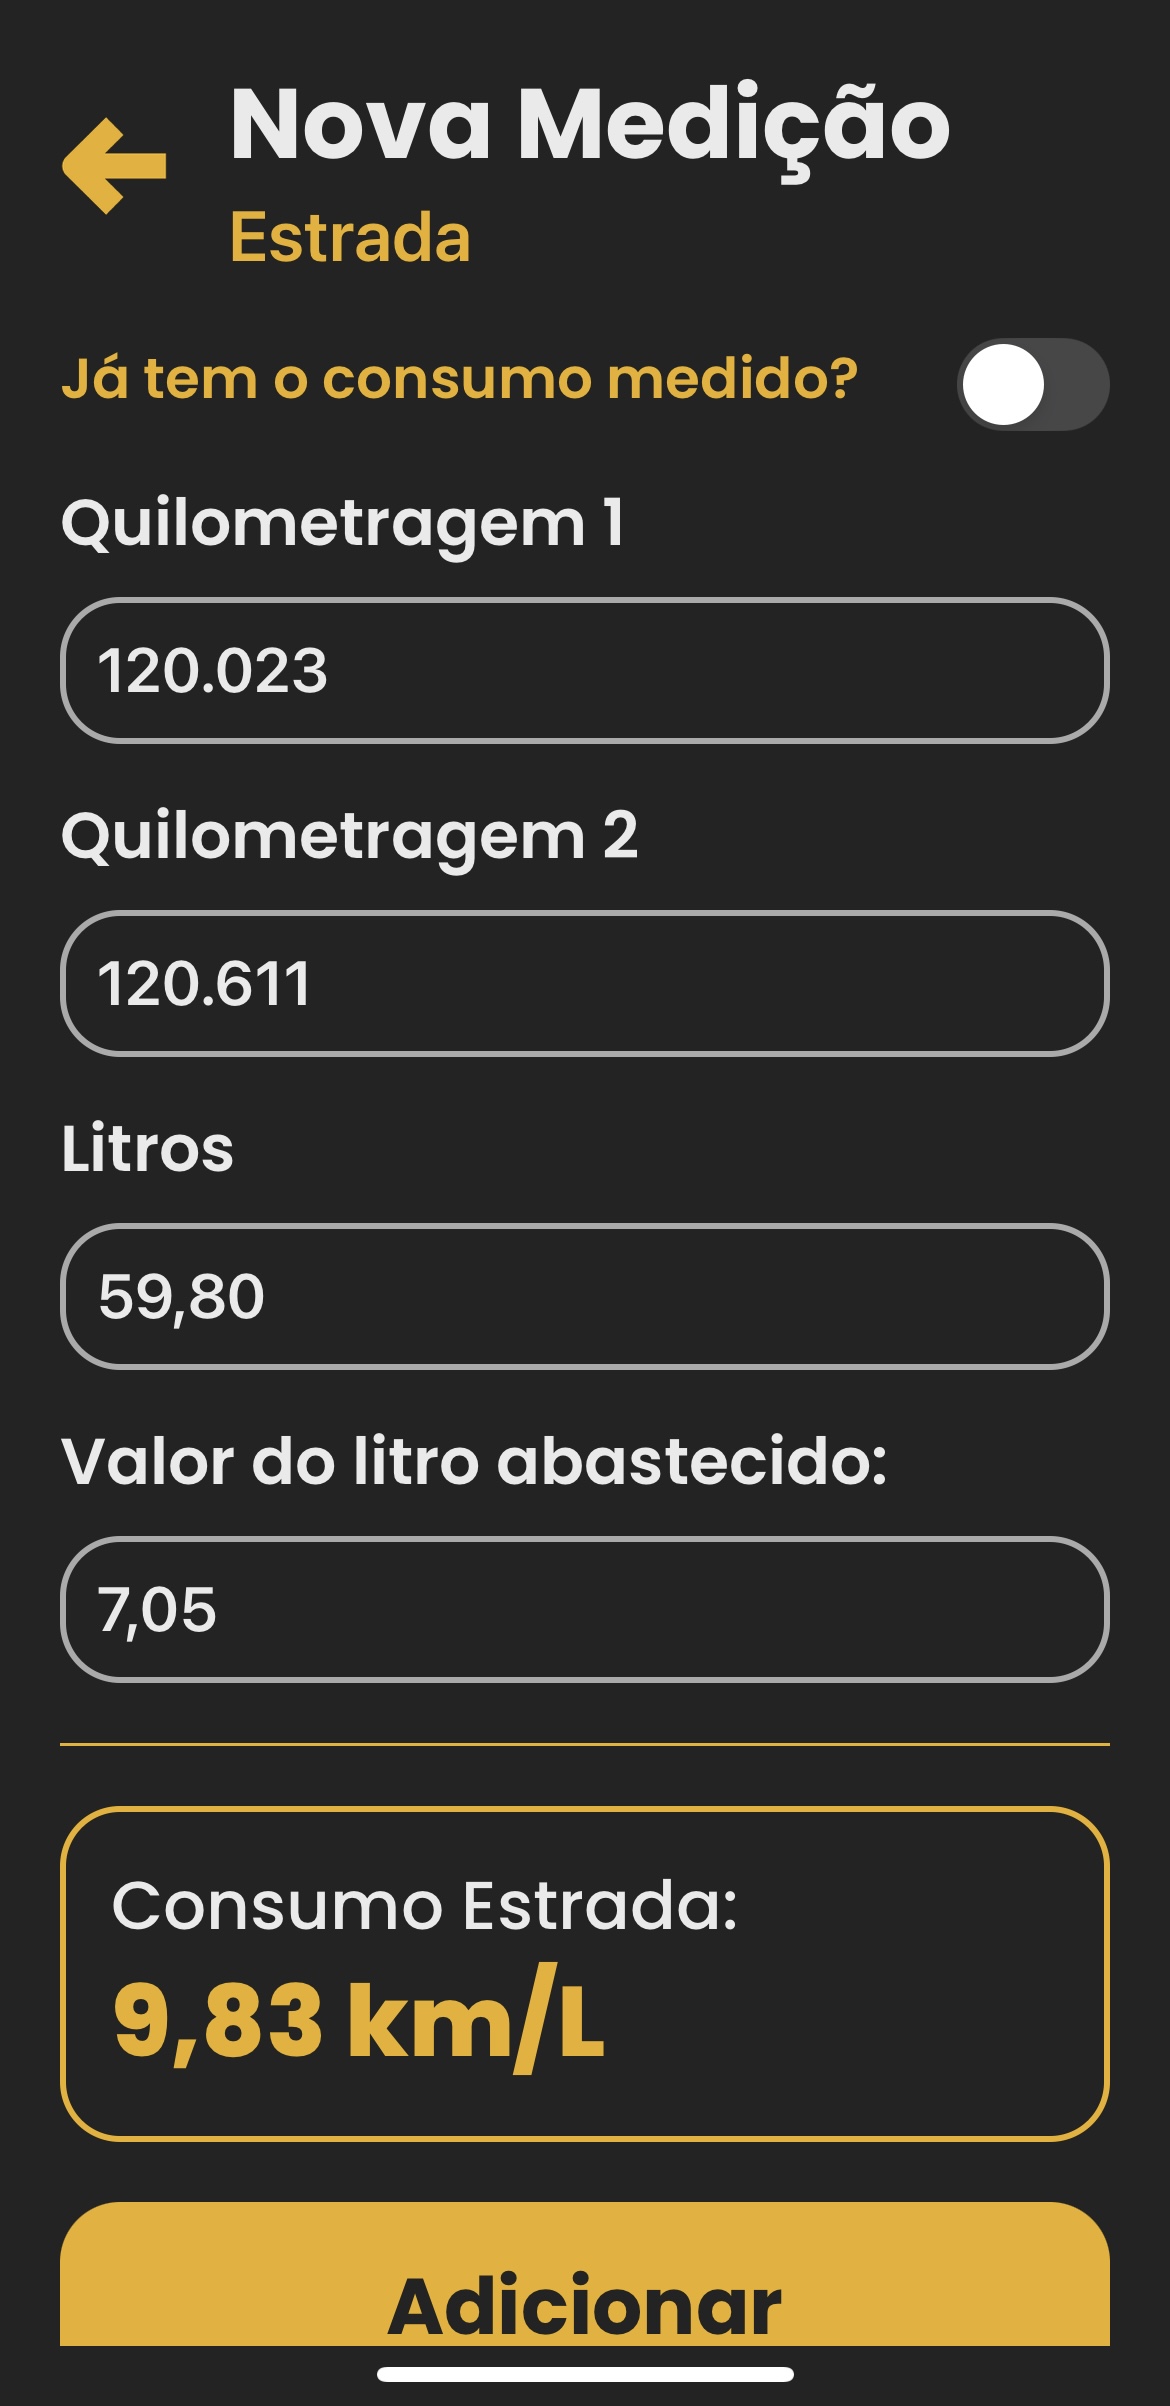 Nova Medição
Estrada
Já tem o consumo medido?
Quilometragem 1
120.023
Quilometragem 2
120.611
Litros
59,80
Valor do litro abastecido:
7,05
Consumo Estrada:
9,83 km/L
Adicionar